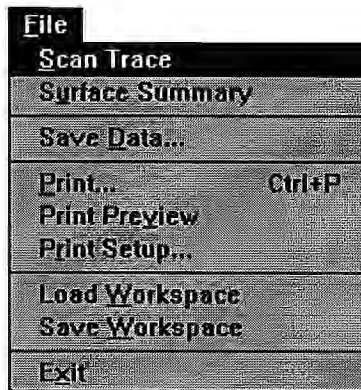 File
Scan Trace
Surface Summary
Save Data...
Print... Ctrl+P
Print Preview
Print Setup...
Load Workspace
Save Workspace
Exit